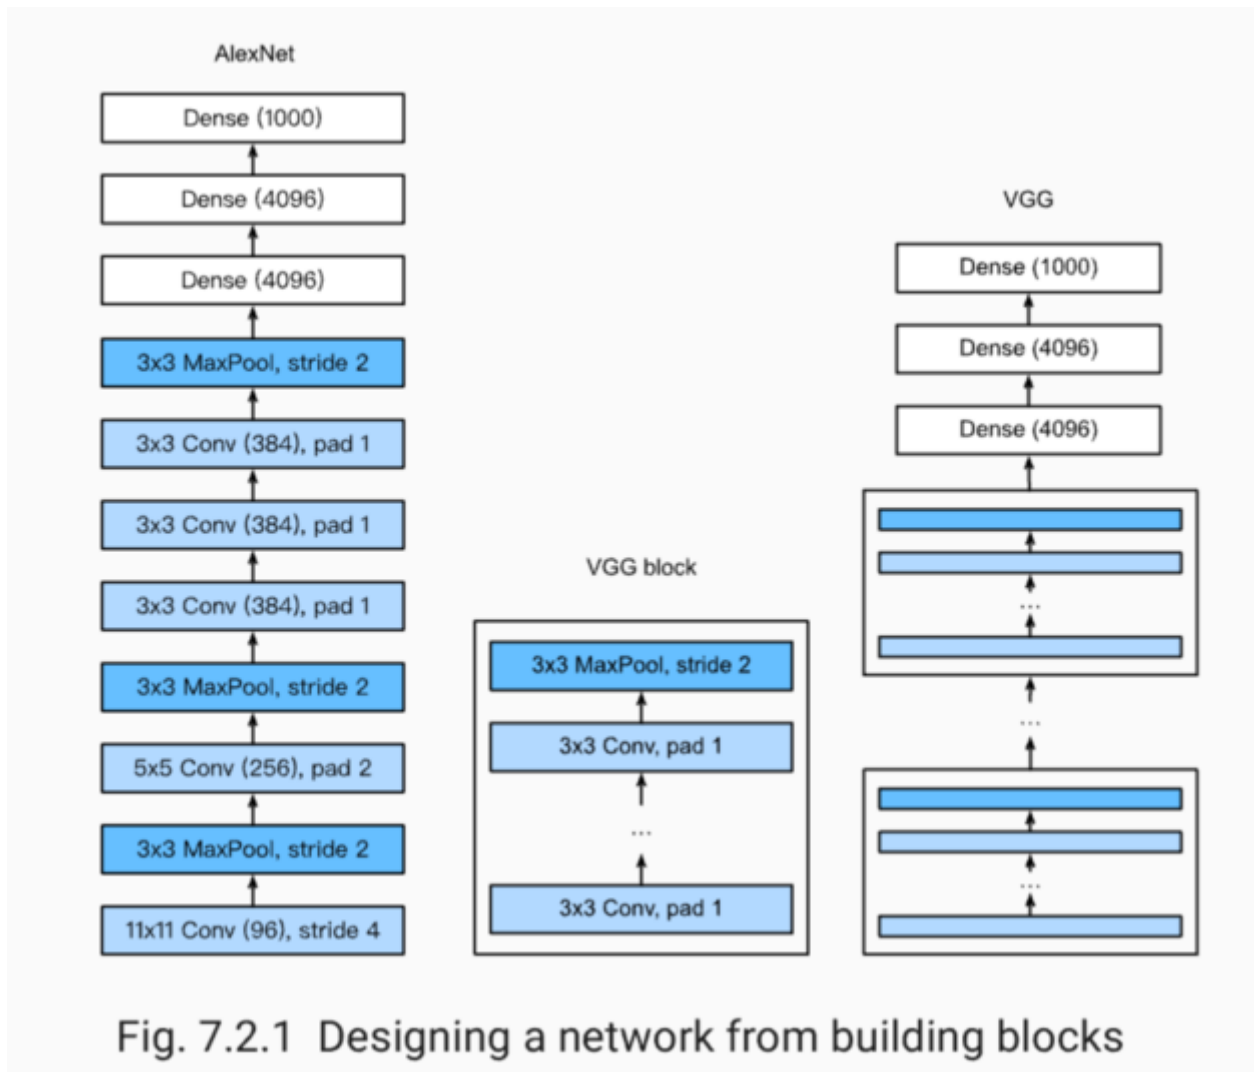 AlexNet
Dense (1000)
Dense (4096)
Dense (4096)
3x3 MaxPool, stride 2
3x3 Conv (384), pad 1
3x3 Conv (384), pad 1
3x3 Conv (384), pad 1
3x3 MaxPool, stride 2
5x5 Conv (256), pad 2
3x3 MaxPool, stride 2
11x11 Conv (96), stride 4
VGG block
3x3 MaxPool, stride 2
3x3 Conv, pad 1
...
3x3 Conv, pad 1
VGG
Dense (1000)
Dense (4096)
Dense (4096)
...
...
...
Fig. 7.2.1 Designing a network from building blocks